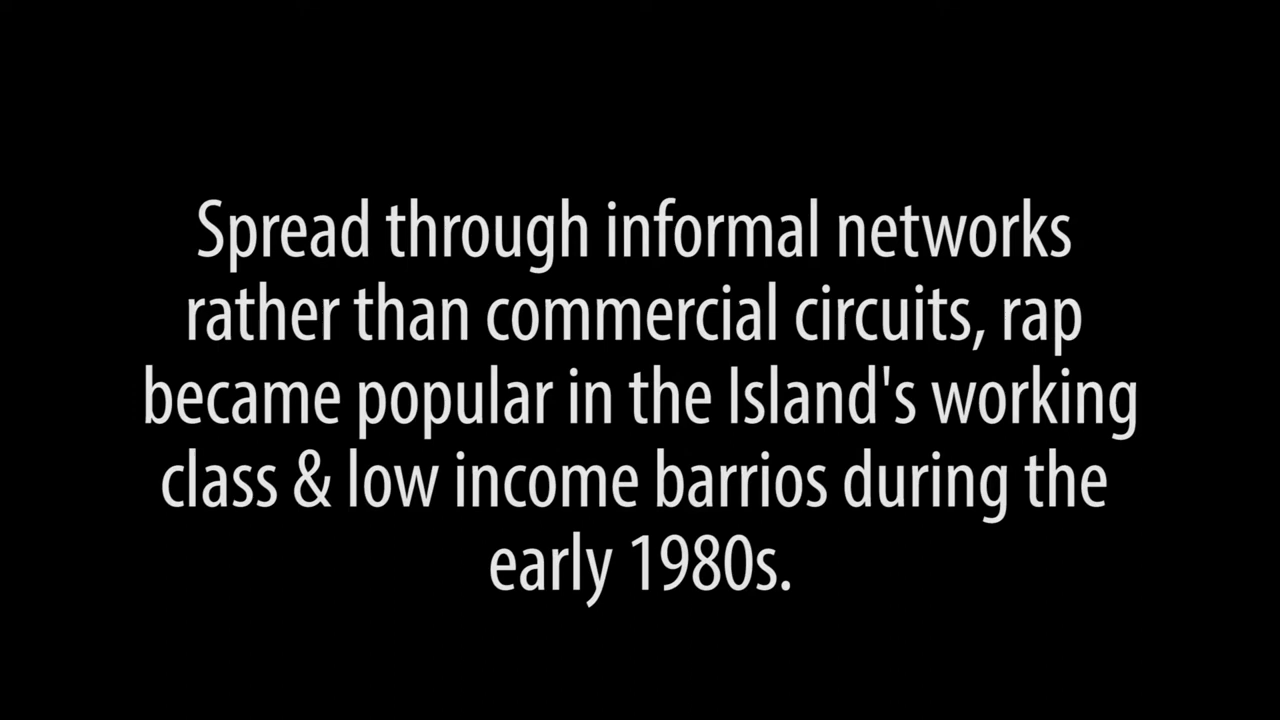 Spread through informal networks
rather than commercial circuits, rap
became popular in the Island's working
class & low income barrios during the
early 1980s.